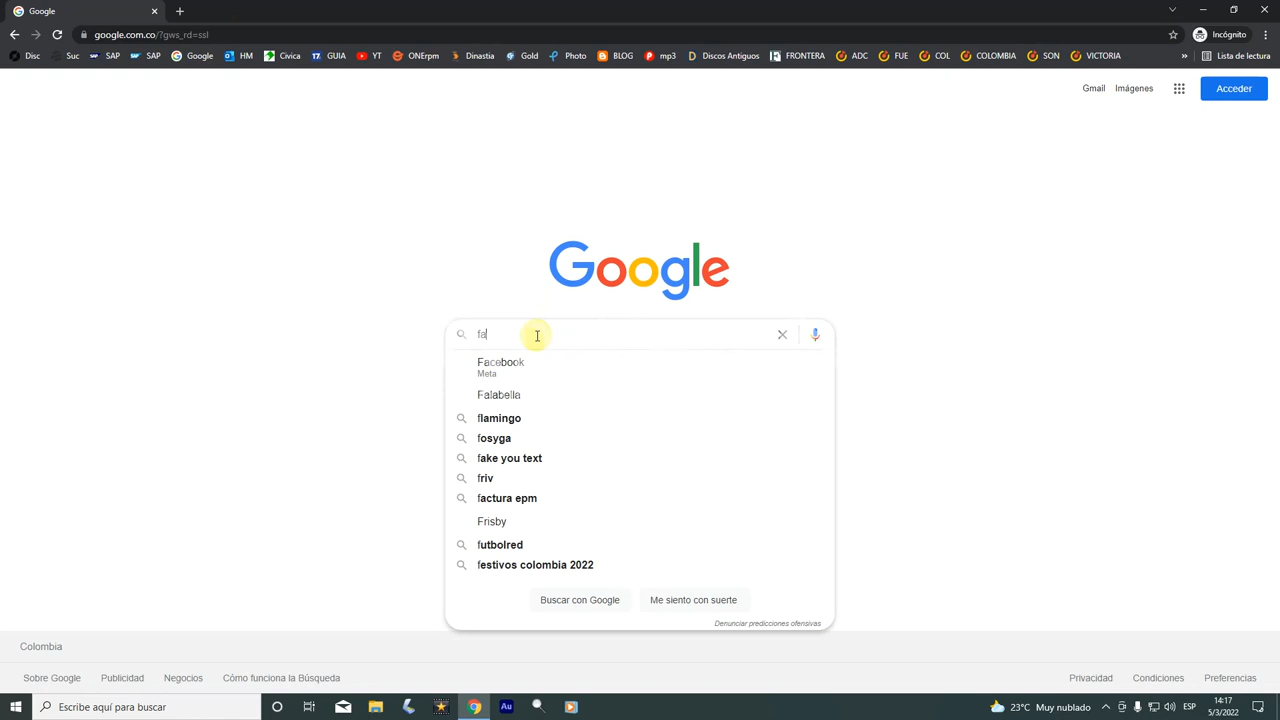 Google
google.com.co/?gws_rd=ssl
Incógnito
Disc
Suc
SAP
SAP
Google
HM
Civica
GUIA
YT
ONErpm
Dinastia
Gold
Photo
BLOG
mp3
Discos Antiguos
FRONTERA
ADC
FUE
COL
COLOMBIA
SON
VICTORIA
»
Lista de lectura
Gmail Imágenes
Acceder
Google
fa
Facebook
Meta
Falabella
flamingo
fosyga
fake you text
friv
factura epm
Frisby
futbolred
festivos colombia 2022
Buscar con Google
Me siento con suerte
Denunciar predicciones ofensivas
Colombia
Sobre Google
Publicidad
Negocios
Cómo funciona la Búsqueda
Privacidad
Condiciones
Preferencias
Escribe aquí para buscar
Au
23°C Muy nublado
ESP
14:17
5/3/2022